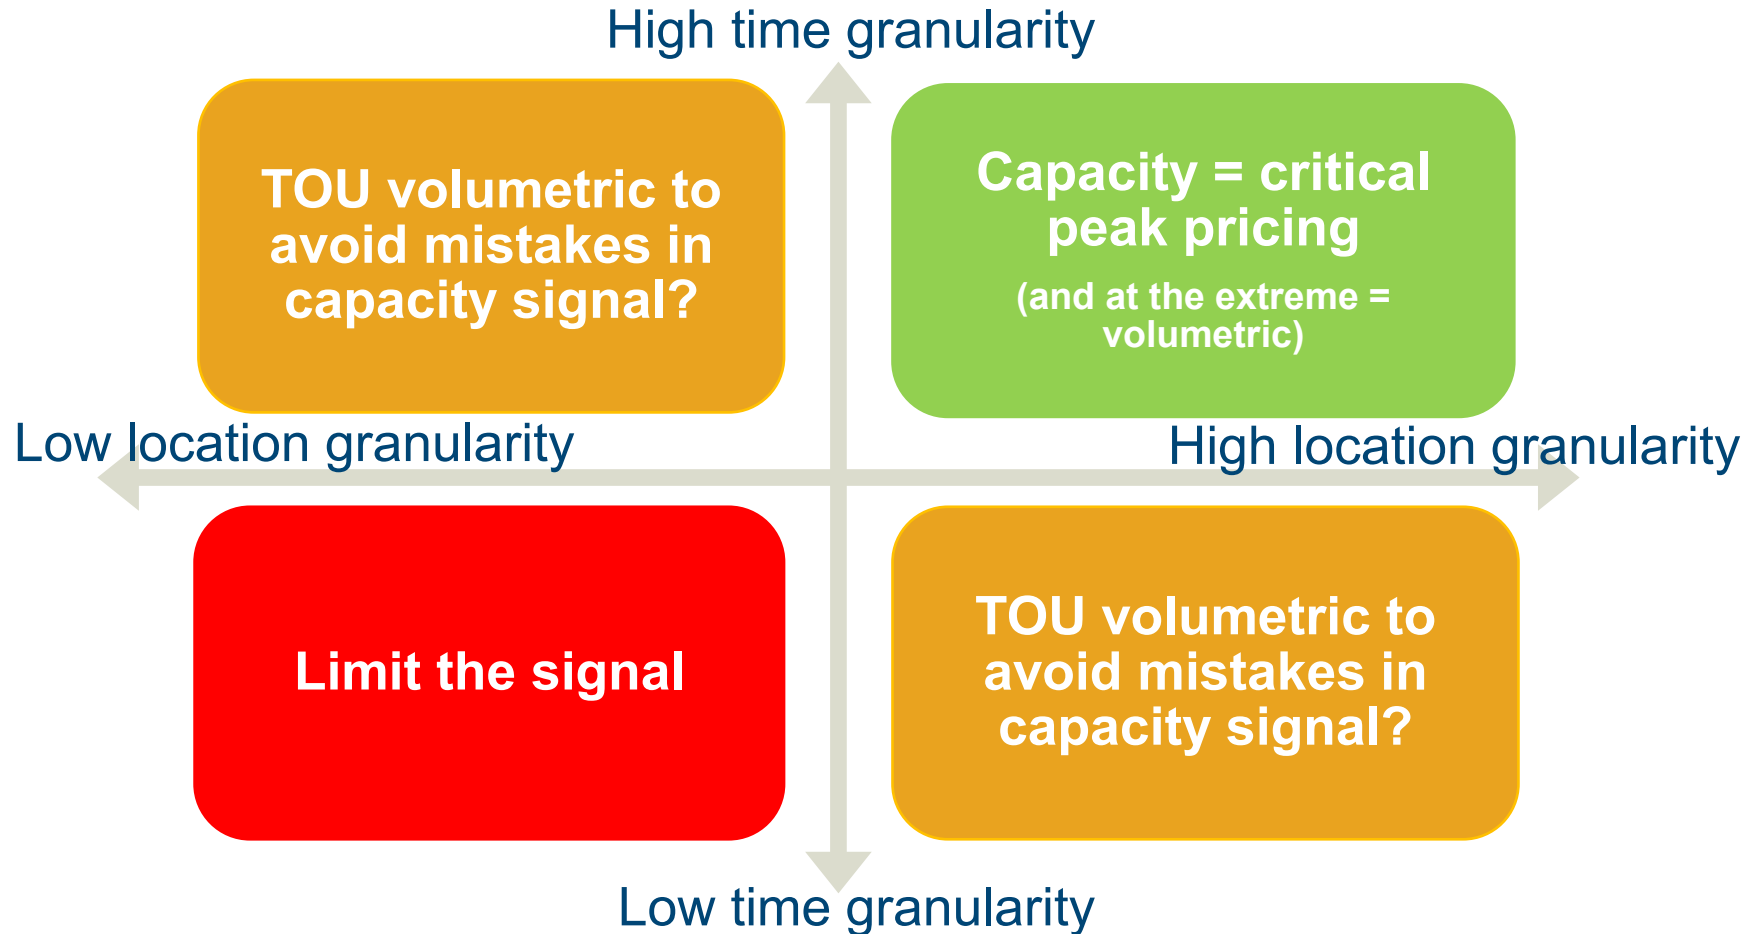 High time granularity
TOU volumetric to
avoid mistakes in
capacity signal?
Capacity = critical
peak pricing
(and at the extreme =
volumetric)
Low location granularity
High location granularity
Limit the signal
TOU volumetric to
avoid mistakes in
capacity signal?
Low time granularity